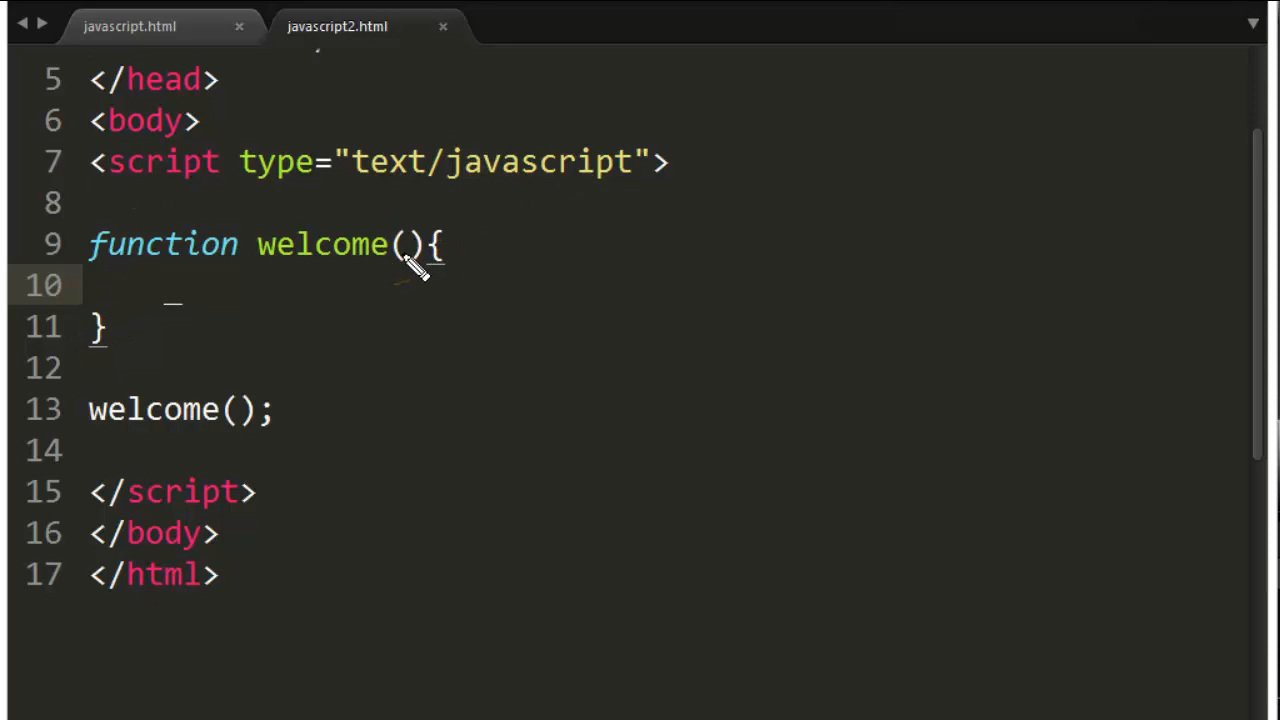 javascript.html × javascript2.html ×
5 </head>
6 <body>
7 <script type="text/javascript">
8
9 function welcome(){
10
11 }
12
13 welcome();
14
15 </script>
16 </body>
17 </html>